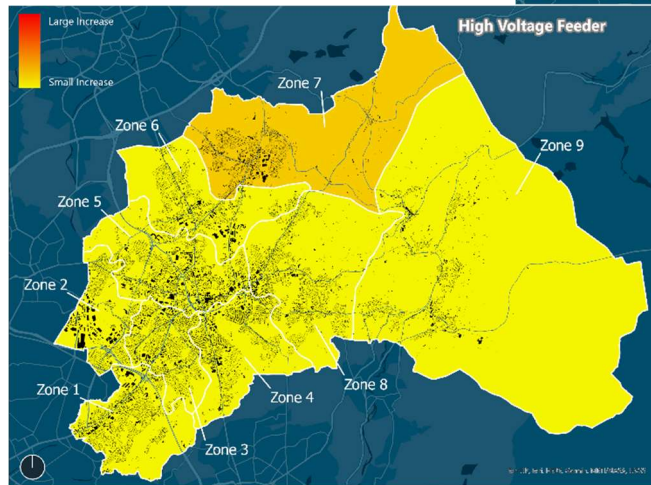 Large Increase
High Voltage Feeder
Small Increase
Zone 7
Zone 6
Zone 9
Zone 5
Zone 2
Zone 1
Zone 4
Zone 8
Zone 3